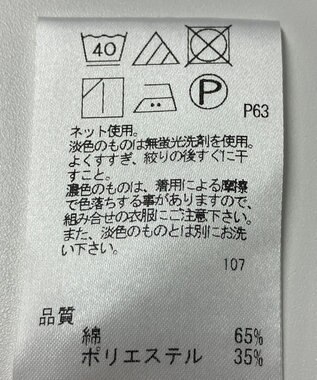 40
P
P63
ネット使用。
淡色のものは無蛍光洗剤を使用。
よくすすぎ、絞りの後すぐに干
すこと。
濃色のものは、着用による摩擦
で色落ちする事がありますので、
組み合せの衣服にご注意下さい。
また、淡色のものとは別にお洗
い下さい。
107
品質
綿 65%
ポリエステル 35%